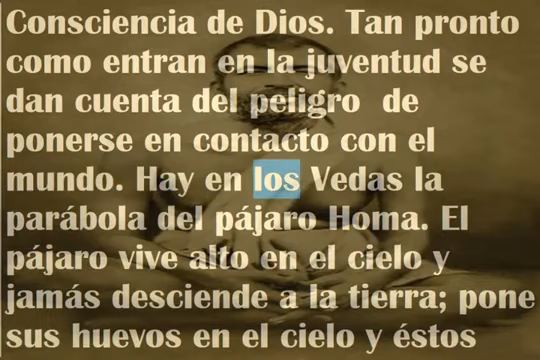 Consciencia de Dios. Tan pronto
como entran en la juventud se
dan cuenta del peligro de
ponerse en contacto con el
mundo. Hay en los Vedas la
parábola del pájaro Homa. El
pájaro vive alto en el cielo y
jamás desciende a la tierra; pone
sus huevos en el cielo y éstos